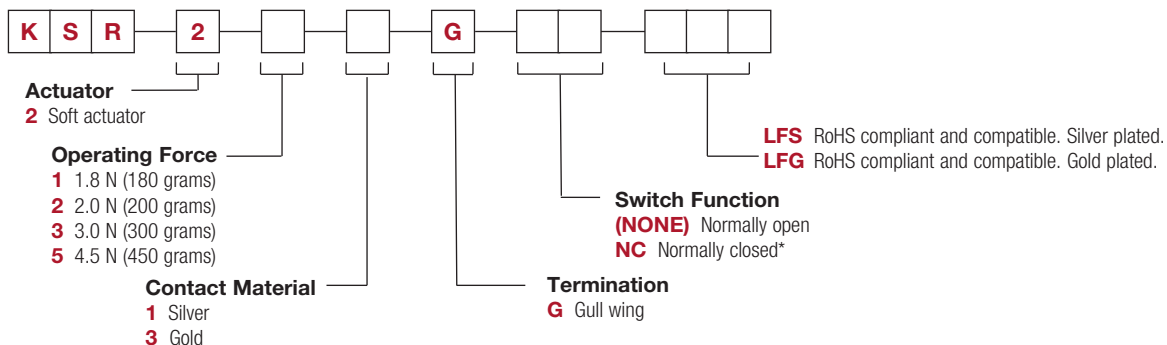 K S R 2 G
Actuator
2 Soft actuator
Operating Force
1 1.8 N (180 grams)
2 2.0 N (200 grams)
3 3.0 N (300 grams)
5 4.5 N (450 grams)
Contact Material
1 Silver
3 Gold
Termination
G Gull wing
Switch Function
(NONE) Normally open
NC Normally closed*
LFS RoHS compliant and compatible. Silver plated.
LFG RoHS compliant and compatible. Gold plated.